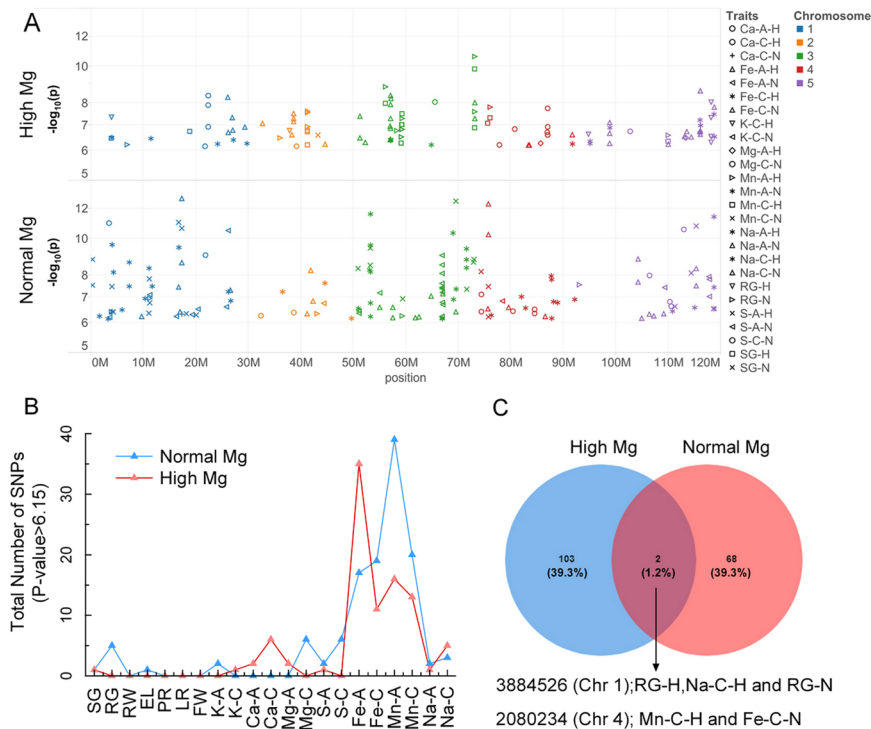 A
Traits
Chromosome
High Mg
-log10(p)
12
10
8
7
6
5
Normal Mg
-log10(p)
12
10
8
7
6
5
0M 10M 20M 30M 40M 50M 60M 70M 80M 90M 100M 110M 120M
position
Ca-A-H
Ca-C-H
Ca-C-N
Fe-A-H
Fe-A-N
Fe-C-H
Fe-C-N
K-C-H
K-C-N
Mg-A-H
Mg-C-N
Mn-A-H
Mn-A-N
Mn-C-H
Mn-C-N
Na-A-H
Na-A-N
Na-C-H
Na-C-N
RG-H
RG-N
S-A-H
S-A-N
S-C-N
SG-H
SG-N
1
2
3
4
5
B
Total Number of SNPs
(P-value>6.15)
40
30
20
10
0
Normal Mg
High Mg
SG RG RW EL PR LR FW K-A K-C Ca-A Ca-C Mg-A Mg-C S-A S-C Fe-A Fe-C Mn-A Mn-C Na-A Na-C
C
High Mg Normal Mg
103
(39.3%)
2
(1.2%)
68
(39.3%)
3884526 (Chr 1);RG-H,Na-C-H and RG-N
2080234 (Chr 4); Mn-C-H and Fe-C-N